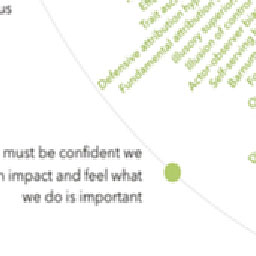 us
Trait asc
Defensive attribution hy
Fundamental attribution
Illusory superior
Illusion of contro
Actor-observer bia
Self-serving
Barnum
must be confident we
n impact and feel what
we do is important